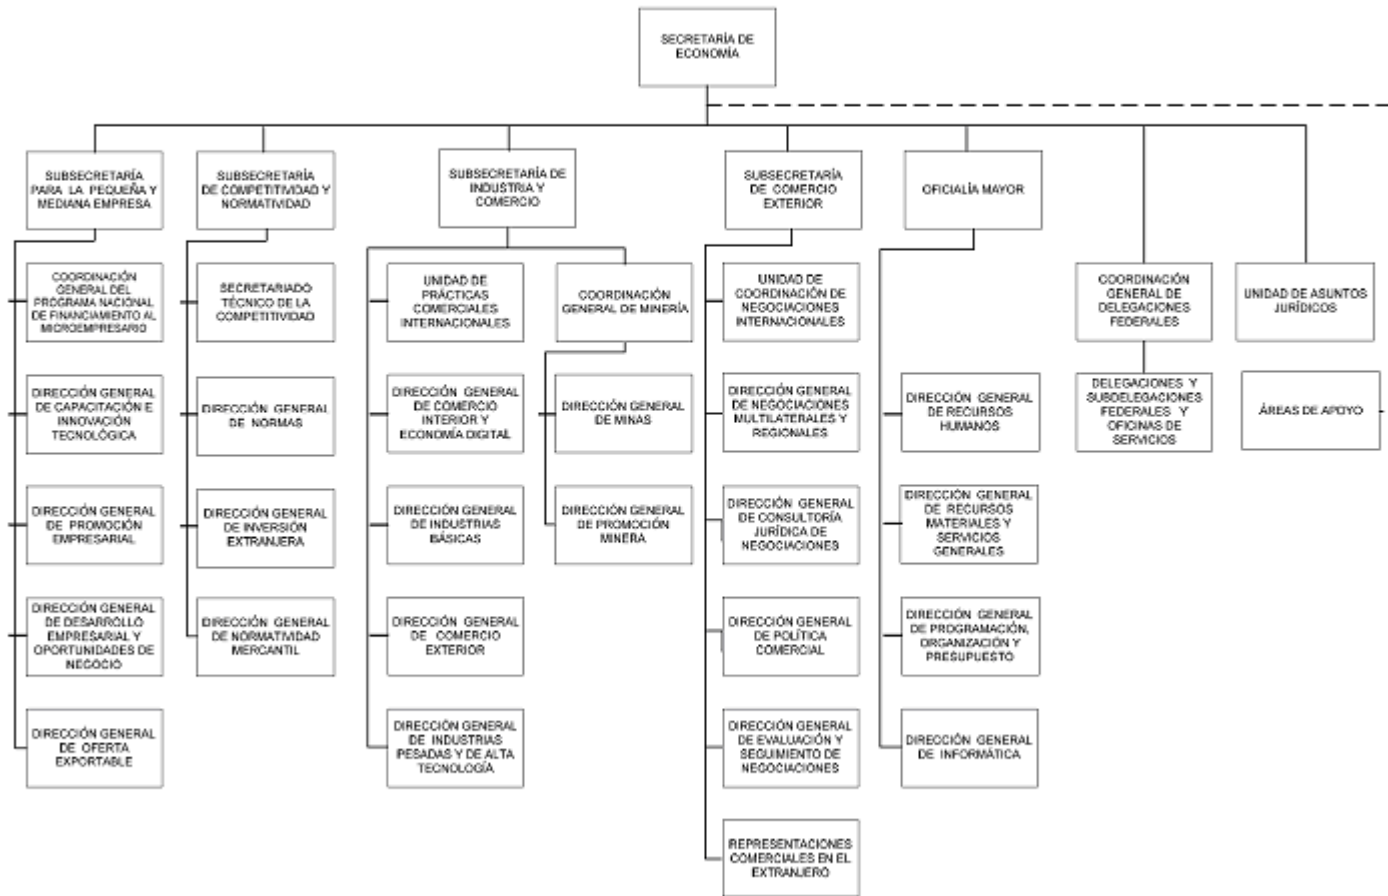 SECRETARÍA DE
ECONOMÍA
SUBSECRETARÍA
PARA LA PEQUEÑA Y
MEDIANA EMPRESA
SUBSECRETARÍA
DE COMPETITIVIDAD Y
NORMATIVIDAD
SUBSECRETARÍA DE
INDUSTRIA Y
COMERCIO
SUBSECRETARÍA
DE COMERCIO
EXTERIOR
OFICIALÍA MAYOR
COORDINACIÓN
GENERAL DEL
PROGRAMA NACIONAL
DE FINANCIAMIENTO AL
MICROEMPRESARIO
SECRETARIADO
TÉCNICO DE LA
COMPETITIVIDAD
UNIDAD DE
PRÁCTICAS
COMERCIALES
INTERNACIONALES
COORDINACIÓN
GENERAL DE MINERÍA
UNIDAD DE
COORDINACIÓN DE
NEGOCIACIONES
INTERNACIONALES
COORDINACIÓN
GENERAL DE
DELEGACIONES
FEDERALES
UNIDAD DE ASUNTOS
JURÍDICOS
DIRECCIÓN GENERAL
DE CAPACITACIÓN E
INNOVACIÓN
TECNOLÓGICA
DIRECCIÓN GENERAL
DE NORMAS
DIRECCIÓN GENERAL
DE COMERCIO
INTERIOR Y
ECONOMÍA DIGITAL
DIRECCIÓN GENERAL
DE MINAS
DIRECCIÓN GENERAL
DE NEGOCIACIONES
MULTILATERALES Y
REGIONALES
DIRECCIÓN GENERAL
DE RECURSOS
HUMANOS
DELEGACIONES Y
SUBDELEGACIONES
FEDERALES Y
OFICINAS DE
SERVICIOS
ÁREAS DE APOYO
DIRECCIÓN GENERAL
DE PROMOCIÓN
EMPRESARIAL
DIRECCIÓN GENERAL
DE INVERSIÓN
EXTRANJERA
DIRECCIÓN GENERAL
DE INDUSTRIAS
BÁSICAS
DIRECCIÓN GENERAL
DE PROMOCIÓN
MINERA
DIRECCIÓN GENERAL
DE CONSULTORÍA
JURÍDICA DE
NEGOCIACIONES
DIRECCIÓN GENERAL
DE RECURSOS
MATERIALES Y
SERVICIOS
GENERALES
DIRECCIÓN GENERAL
DE DESARROLLO
EMPRESARIAL Y
OPORTUNIDADES DE
NEGOCIO
DIRECCIÓN GENERAL
DE NORMATIVIDAD
MERCANTIL
DIRECCIÓN GENERAL
DE COMERCIO
EXTERIOR
DIRECCIÓN GENERAL
DE POLÍTICA
COMERCIAL
DIRECCIÓN GENERAL
DE PROGRAMACIÓN,
ORGANIZACIÓN Y
PRESUPUESTO
DIRECCIÓN GENERAL
DE OFERTA
EXPORTABLE
DIRECCIÓN GENERAL
DE INDUSTRIAS
PESADAS Y DE ALTA
TECNOLOGÍA
DIRECCIÓN GENERAL
DE EVALUACIÓN Y
SEGUIMIENTO DE
NEGOCIACIONES
DIRECCIÓN GENERAL
DE INFORMÁTICA
REPRESENTACIONES
COMERCIALES EN EL
EXTRANJERO